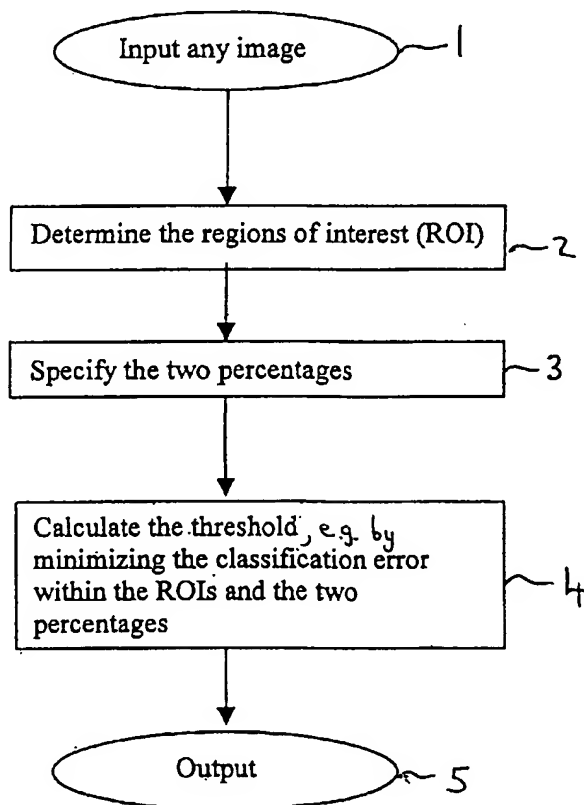 Input any image 1
Determine the regions of interest (ROI) 2
Specify the two percentages 3
Calculate the threshold, e.g. by
minimizing the classification error
within the ROIs and the two
percentages 4
Output 5